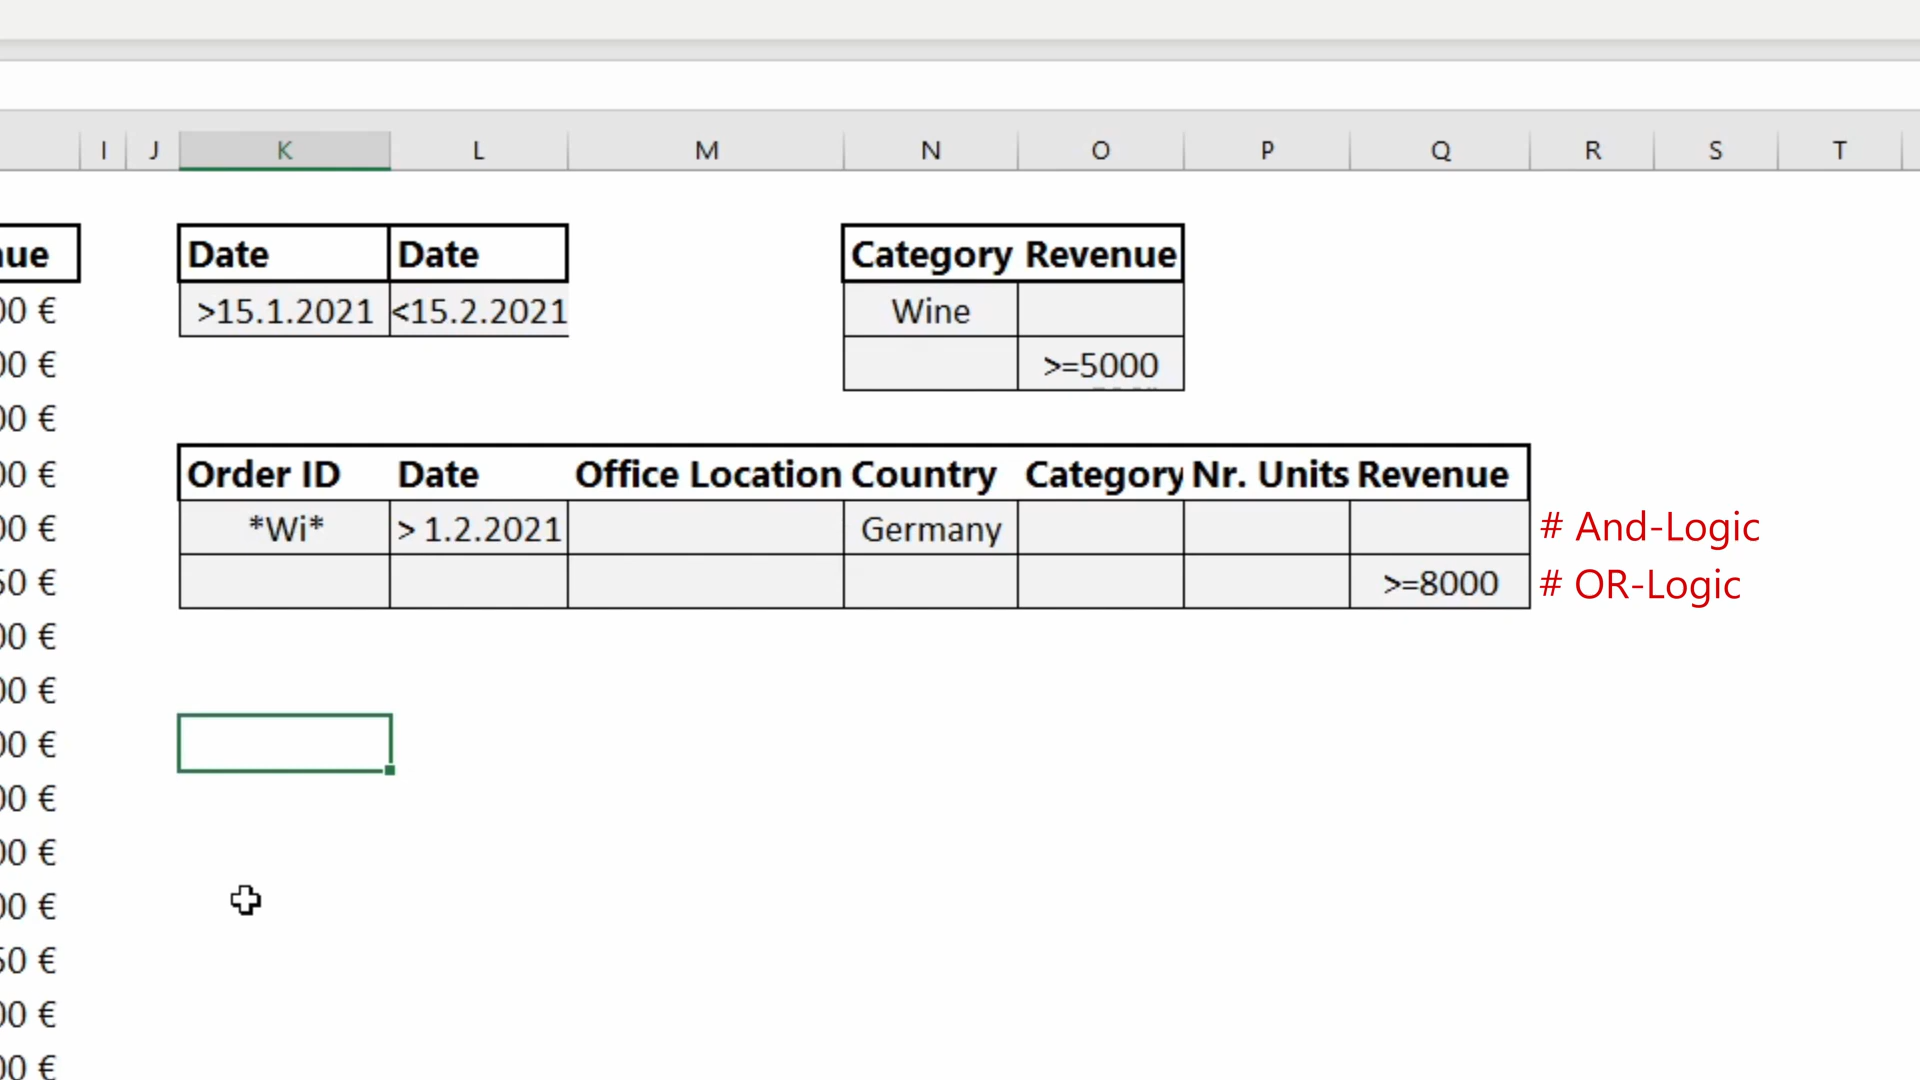 I J K L M N O P Q R S T
ue Date Date Category Revenue
00 € >15.1.2021 <15.2.2021 Wine
00 € >=5000
00 €
00 € Order ID Date Office Location Country Category Nr. Units Revenue
00 € *Wi* > 1.2.2021 Germany # And-Logic
50 € >=8000 # OR-Logic
00 €
00 €
00 €
00 €
00 €
00 €
50 €
00 €
00 €